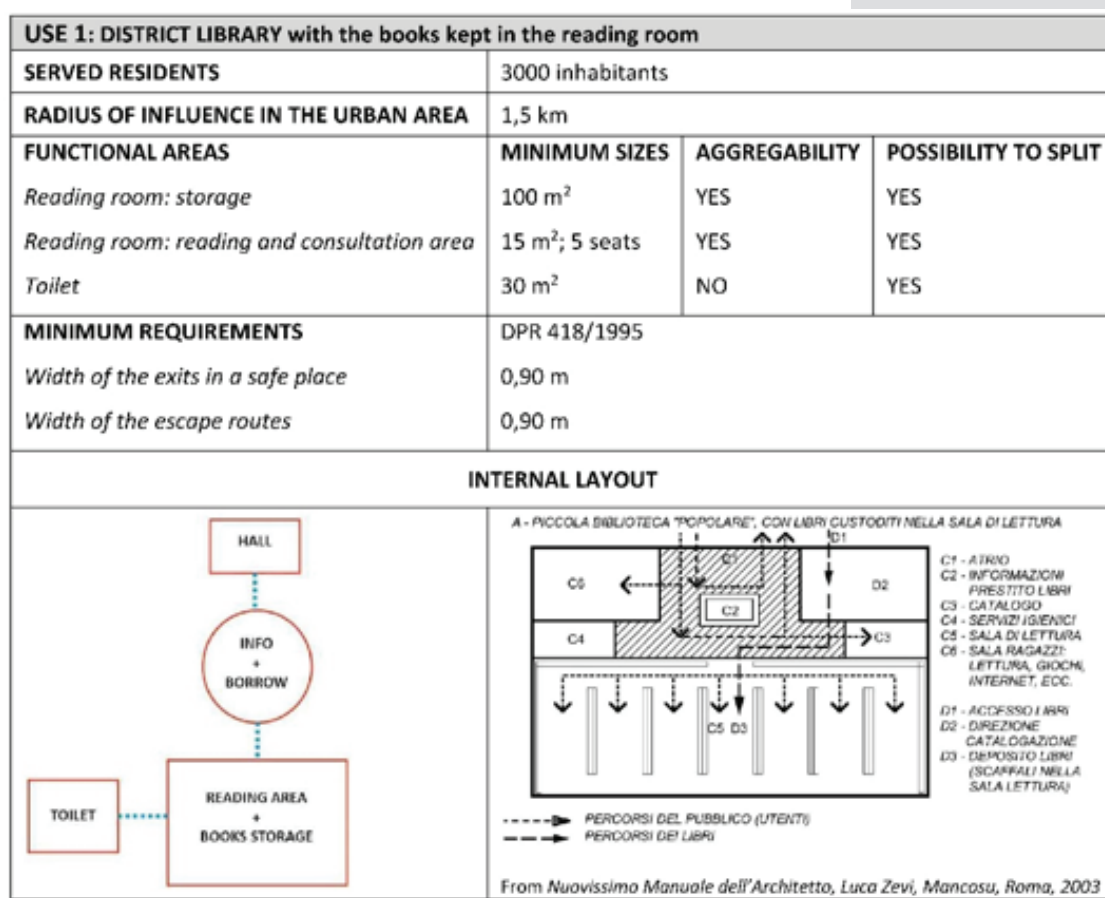 USE 1: DISTRICT LIBRARY with the books kept in the reading room
SERVED RESIDENTS 3000 inhabitants
RADIUS OF INFLUENCE IN THE URBAN AREA 1,5 km
FUNCTIONAL AREAS MINIMUM SIZES AGGREGABILITY POSSIBILITY TO SPLIT
Reading room: storage 100 m² YES YES
Reading room: reading and consultation area 15 m²; 5 seats YES YES
Toilet 30 m² NO YES
MINIMUM REQUIREMENTS DPR 418/1995
Width of the exits in a safe place 0,90 m
Width of the escape routes 0,90 m
INTERNAL LAYOUT
HALL
INFO
+
BORROW
TOILET
READING AREA
+
BOOKS STORAGE
A - PICCOLA BIBLIOTECA "POPOLARE", CON LIBRI CUSTODITI NELLA SALA DI LETTURA
D1
C1
C6
C2
D2
C4
C3
C5 D3
C1 - ATRIO
C2 - INFORMAZIONI
PRESTITO LIBRI
C3 - CATALOGO
C4 - SERVIZI IGIENICI
C5 - SALA DI LETTURA
C6 - SALA RAGAZZI:
LETTURA, GIOCHI,
INTERNET, ECC.
D1 - ACCESSO LIBRI
D2 - DIREZIONE
CATALOGAZIONE
D3 - DEPOSITO LIBRI
(SCAFFALI NELLA
SALA LETTURA)
PERCORSI DEL PUBBLICO (UTENTI)
PERCORSI DEI LIBRI
From Nuovissimo Manuale dell'Architetto, Luca Zevi, Mancosu, Roma, 2003